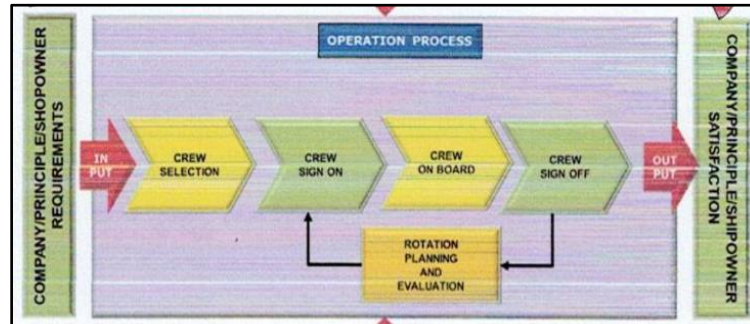 COMPANY/PRINCIPLE/SHOPOWNER
REQUIREMENTS
OPERATION PROCESS
IN
PUT
CREW
SELECTION
CREW
SIGN ON
CREW
ON BOARD
CREW
SIGN OFF
OUT
PUT
ROTATION
PLANNING
AND
EVALUATION
COMPANY/PRINCIPLE/SHIPOWNER
SATISFACTION